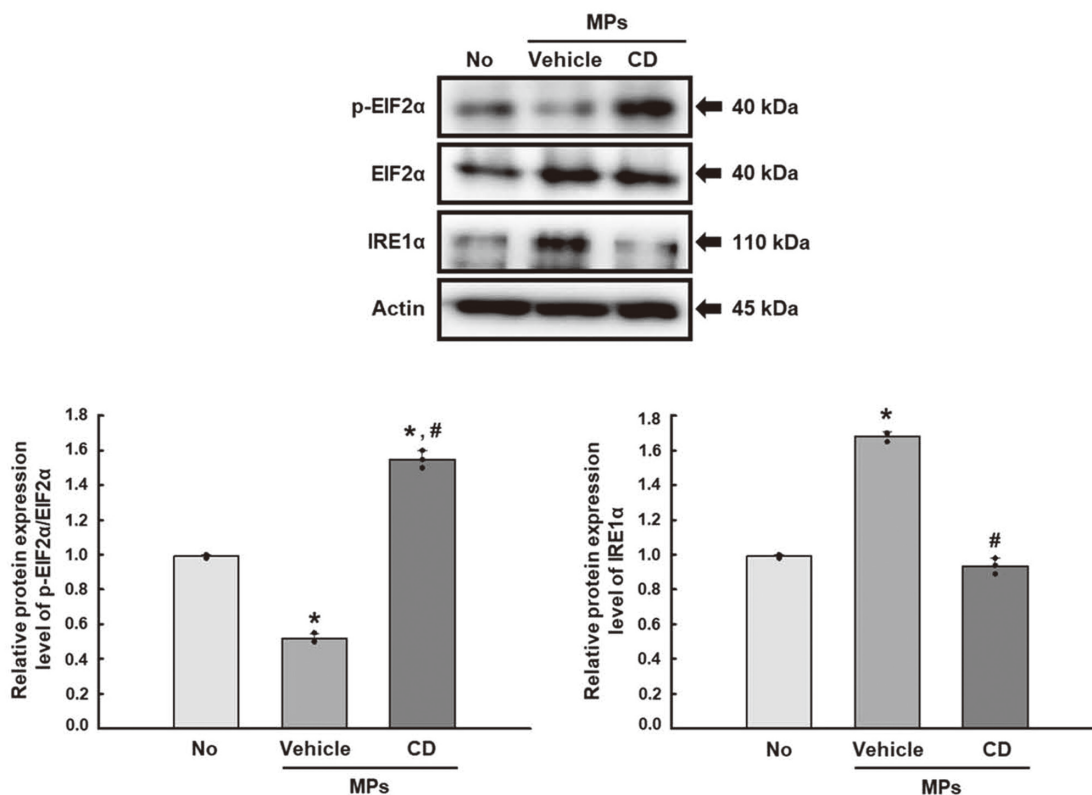 MPs
No Vehicle CD
p-EIF2α 40 kDa
EIF2α 40 kDa
IRE1α 110 kDa
Actin 45 kDa
Relative protein expression
level of p-EIF2α/EIF2α
1.8
1.6
1.4
1.2
1.0
0.8
0.6
0.4
0.2
0.0
*
*, #
No Vehicle CD
MPs
Relative protein expression
level of IRE1α
1.8
1.6
1.4
1.2
1.0
0.8
0.6
0.4
0.2
0.0
*
#
No Vehicle CD
MPs